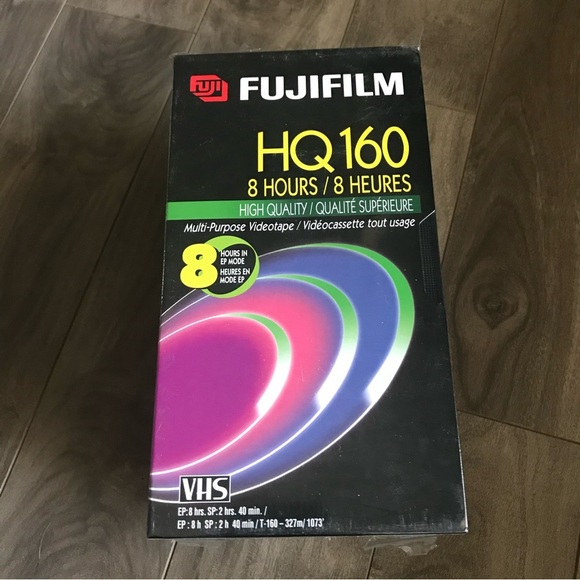 FUJI FUJIFILM
HQ 160
8 HOURS / 8 HEURES
HIGH QUALITY / QUALITÉ SUPÉRIEURE
Multi-Purpose Videotape / Vidéocassette tout usage
8 HOURS IN
EP MODE
HEURES EN
MODE EP
VHS
EP: 8 hrs. SP: 2 hrs. 40 min. /
EP : 8 h SP : 2 h 40 min / T-160 – 327m/ 1073'